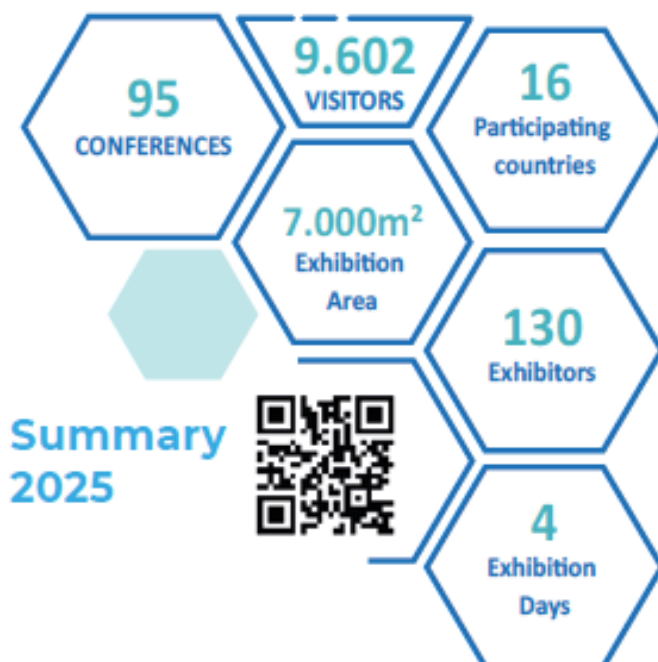 95
CONFERENCES
9.602
VISITORS
16
Participating
countries
7.000m²
Exhibition
Area
130
Exhibitors
Summary
2025
4
Exhibition
Days